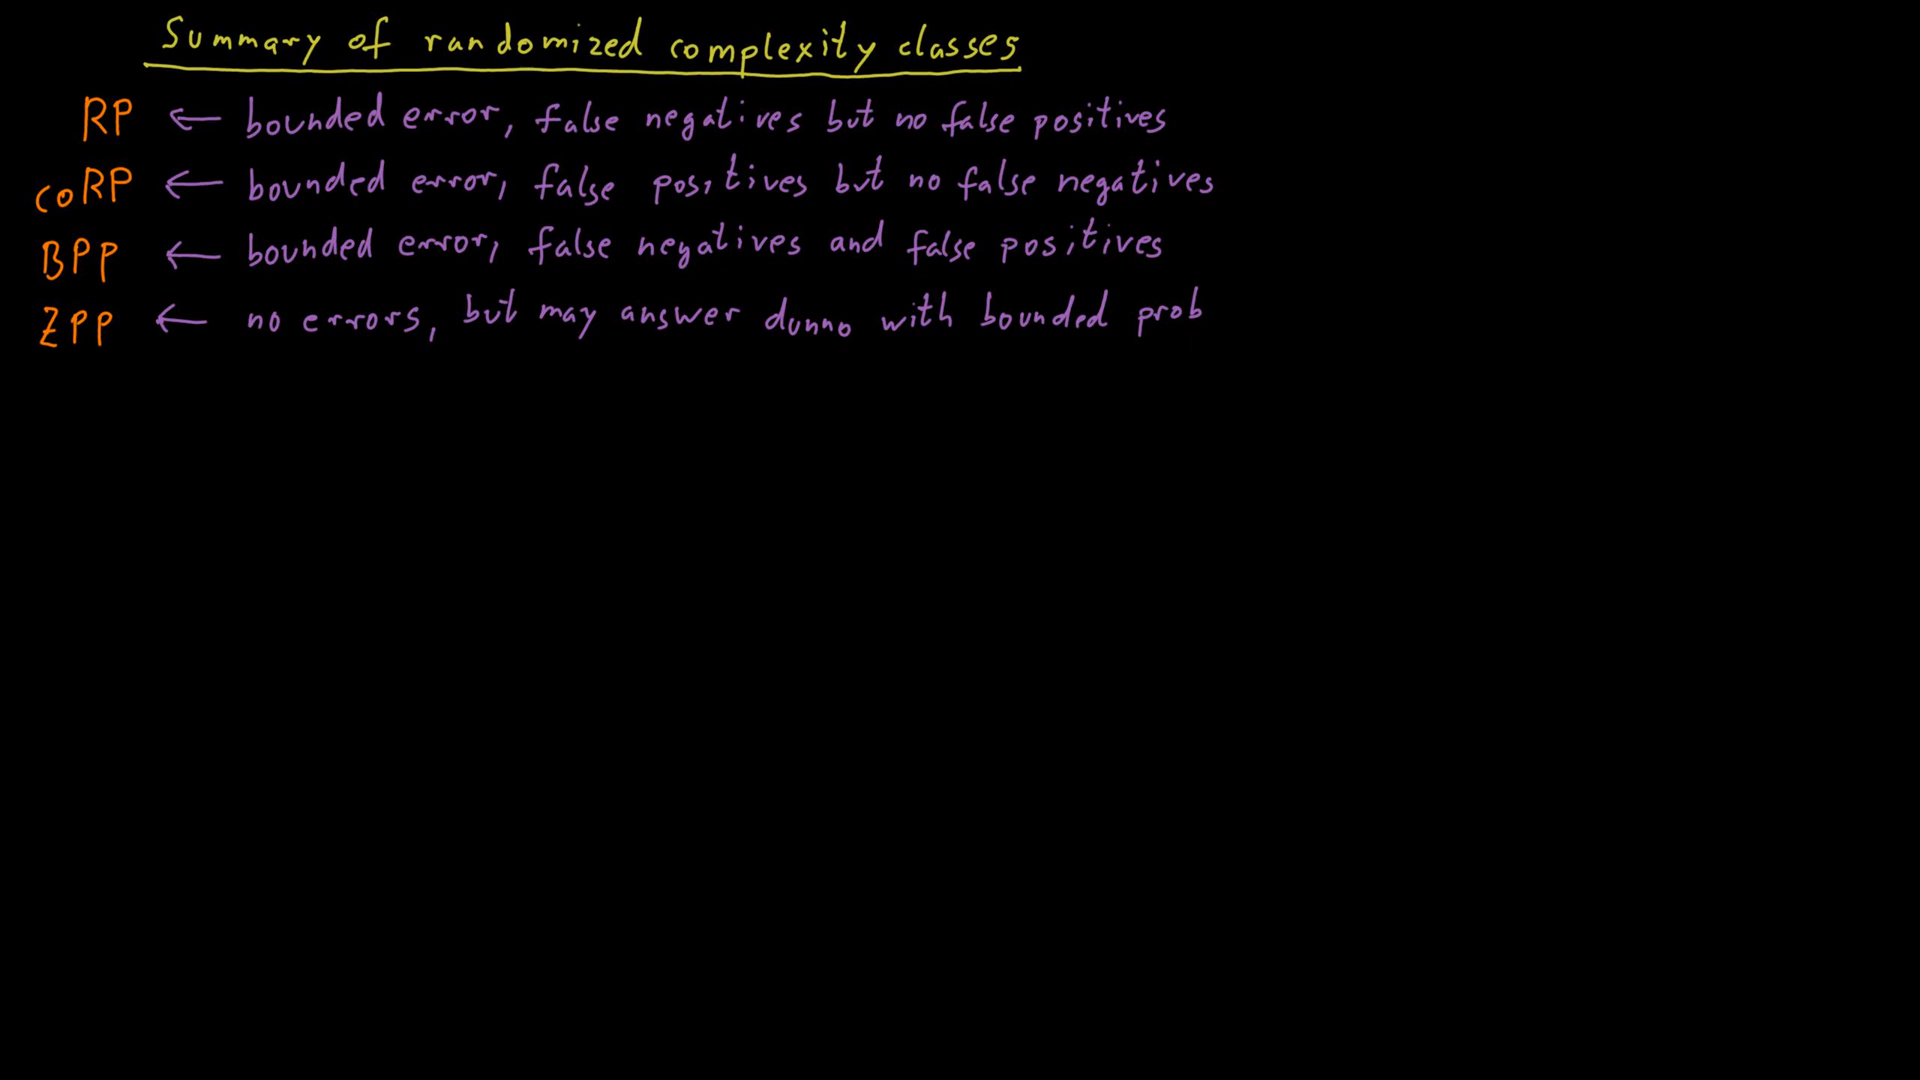 Summary of randomized complexity classes
RP ← bounded error, false negatives but no false positives
coRP ← bounded error, false positives but no false negatives
BPP ← bounded error, false negatives and false positives
ZPP ← no errors, but may answer dunno with bounded prob